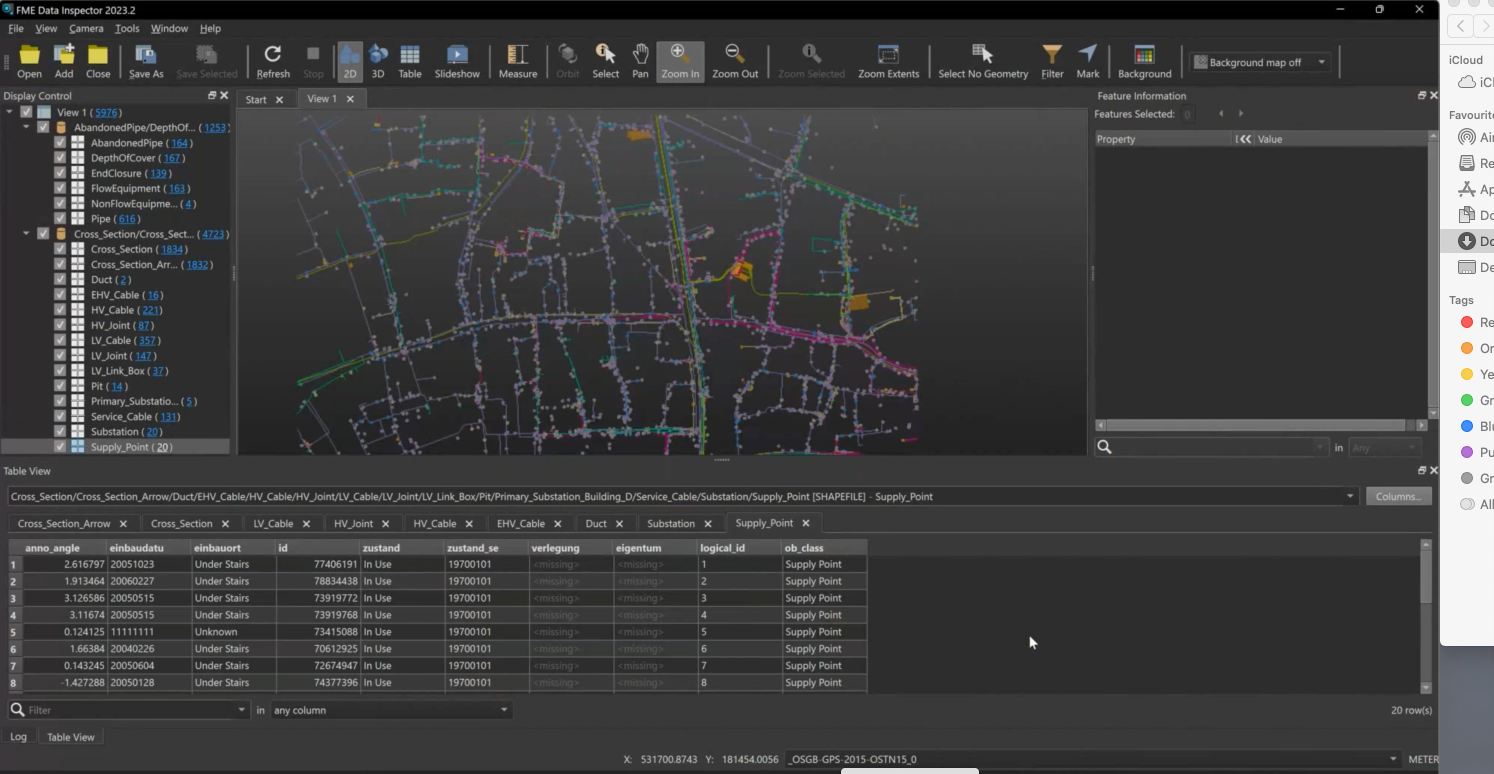 FME Data Inspector 2023.2
File View Camera Tools Window Help
Open Add Close Save As Save Selected Refresh Stop 2D 3D Table Slideshow Measure Orbit Select Pan Zoom In Zoom Out Zoom Selected Zoom Extents Select No Geometry Filter Mark Background Background map off
Display Control
View 1 (5976)
AbandonedPipe/DepthOf... (1253)
AbandonedPipe (164)
DepthOfCover (167)
EndClosure (139)
FlowEquipment (163)
NonFlowEquipme... (4)
Pipe (616)
Cross_Section/Cross_Sect... (4723)
Cross_Section (1834)
Cross_Section_Arr... (1832)
Duct (2)
EHV_Cable (16)
HV_Cable (221)
HV_Joint (87)
LV_Cable (357)
LV_Joint (147)
LV_Link_Box (37)
Pit (14)
Primary_Substatio... (5)
Service_Cable (131)
Substation (20)
Supply_Point (20)
Start View 1
Feature Information
Features Selected: 0
Property Value
in Any
Table View
Cross_Section/Cross_Section_Arrow/Duct/EHV_Cable/HV_Cable/HV_Joint/LV_Cable/LV_Joint/LV_Link_Box/Pit/Primary_Substation_Building_D/Service_Cable/Substation/Supply_Point [SHAPEFILE] - Supply_Point Columns...
Cross_Section_Arrow Cross_Section LV_Cable HV_Joint HV_Cable EHV_Cable Duct Substation Supply_Point
anno_angle einbaudatu einbauort id zustand zustand_se verlegung eigentum logical_id ob_class
1 2.616797 20051023 Under Stairs 77406191 In Use 19700101 <missing> <missing> 1 Supply Point
2 1.913464 20060227 Under Stairs 78834438 In Use 19700101 <missing> <missing> 2 Supply Point
3 3.126586 20050515 Under Stairs 73919772 In Use 19700101 <missing> <missing> 3 Supply Point
4 3.11674 20050515 Under Stairs 73919768 In Use 19700101 <missing> <missing> 4 Supply Point
5 0.124125 11111111 Unknown 73415088 In Use 19700101 <missing> <missing> 5 Supply Point
6 1.66384 20040226 Under Stairs 70612925 In Use 19700101 <missing> <missing> 6 Supply Point
7 0.143245 20050604 Under Stairs 72674947 In Use 19700101 <missing> <missing> 7 Supply Point
8 -1.427288 20050128 Under Stairs 74377396 In Use 19700101 <missing> <missing> 8 Supply Point
Filter in any column 20 row(s)
Log Table View
X: 531700.8743 Y: 181454.0056 _OSGB-GPS-2015-OSTN15_0 METER
iCloud
iCl
Favourite
Air
Re
Ap
Do
Do
De
Tags
Re
Or
Ye
Gr
Blu
Pu
Gr
All